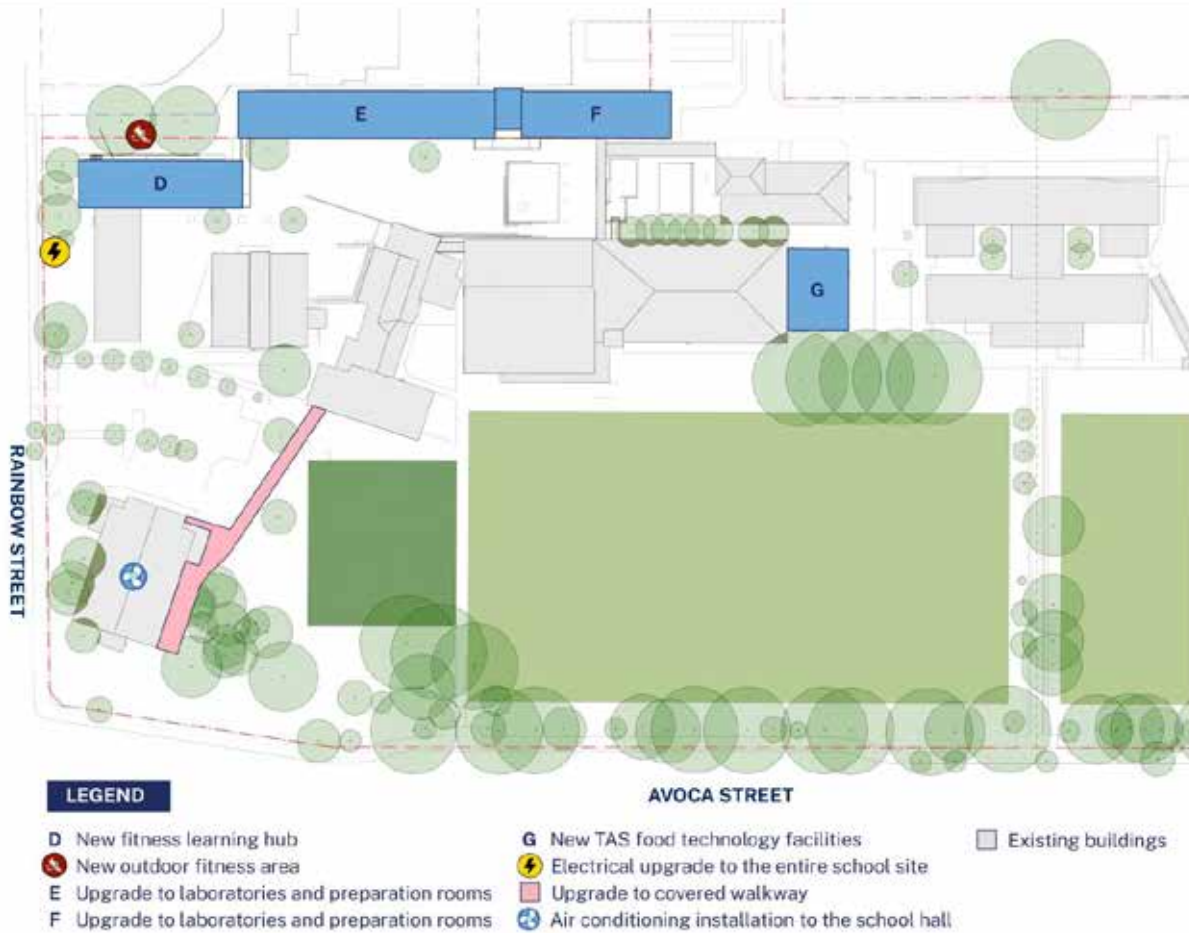 E
F
D
G
RAINBOW STREET
AVOCA STREET
LEGEND
D New fitness learning hub
New outdoor fitness area
E Upgrade to laboratories and preparation rooms
F Upgrade to laboratories and preparation rooms
G New TAS food technology facilities
Electrical upgrade to the entire school site
Upgrade to covered walkway
Air conditioning installation to the school hall
Existing buildings